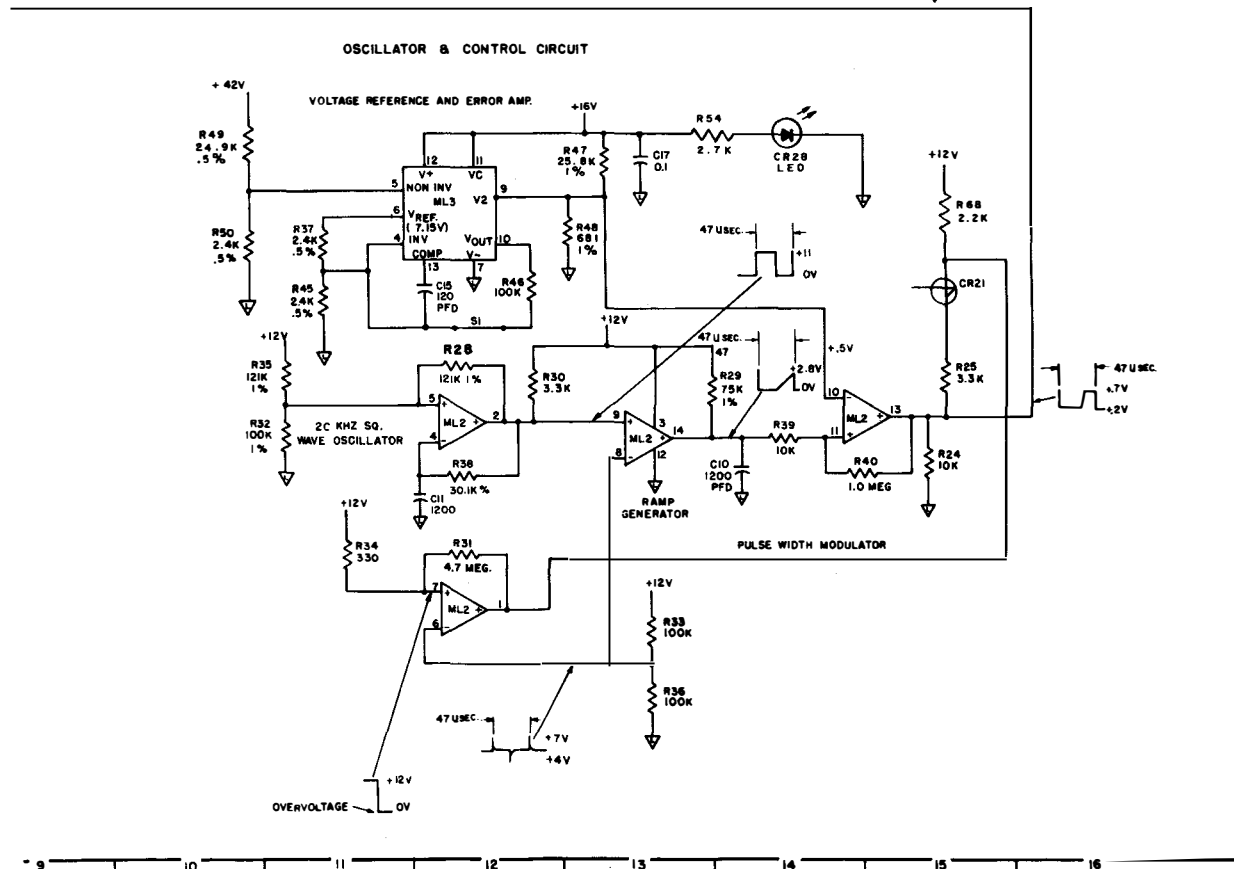 OSCILLATOR & CONTROL CIRCUIT
VOLTAGE REFERENCE AND ERROR AMP.
+ 42V
R49
24.9K
.5%
R50
2.4K
.5%
R37
2.4K
.5%
R45
2.4K
.5%
5
6
4
12
11
V+
VC
NON INV
ML3
V2
9
VREF.
( 7.15V)
INV
VOUT
10
COMP
V-
13
7
C15
120
PFD
R46
100K
S1
+16V
R47
25.8K
1%
R48
681
1%
C17
0.1
R54
2.7 K
CR28
LED
+12V
R68
2.2K
CR21
R25
3.3K
47 USEC.
+11
0V
+12V
R35
121K
1%
R32
100K
1%
2C KHZ SQ.
WAVE OSCILLATOR
R28
121K 1%
5
+
ML2
+
2
4
-
R38
30.1K %
C11
1200
R30
3.3K
+12V
9
+
ML2
+
14
3
12
8
-
RAMP
GENERATOR
47
R29
75K
1%
47 USEC.
+2.8V
0V
+.5V
R39
10K
C10
1200
PFD
10
-
ML2
+
13
11
+
R40
1.0 MEG
R24
10K
47 USEC.
+.7V
+.2V
PULSE WIDTH MODULATOR
+12V
R34
330
R31
4.7 MEG.
7
+
ML2
+
1
6
-
+12V
R33
100K
R36
100K
47 USEC.
+7V
+4V
+12V
OVERVOLTAGE
0V
9 10 11 12 13 14 15 16